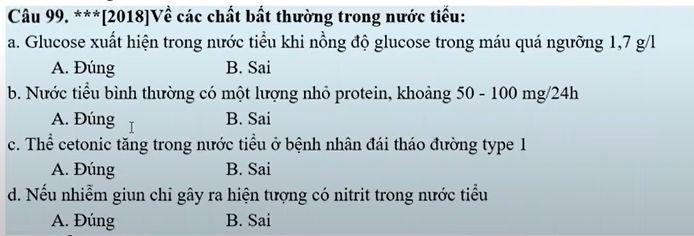 Câu 99. ***[2018]Về các chất bất thường trong nước tiểu:
a. Glucose xuất hiện trong nước tiểu khi nồng độ glucose trong máu quá ngưỡng 1,7 g/l
A. Đúng B. Sai
b. Nước tiểu bình thường có một lượng nhỏ protein, khoảng 50 - 100 mg/24h
A. Đúng B. Sai
c. Thể cetonic tăng trong nước tiểu ở bệnh nhân đái tháo đường type 1
A. Đúng B. Sai
d. Nếu nhiễm giun chỉ gây ra hiện tượng có nitrit trong nước tiểu
A. Đúng B. Sai